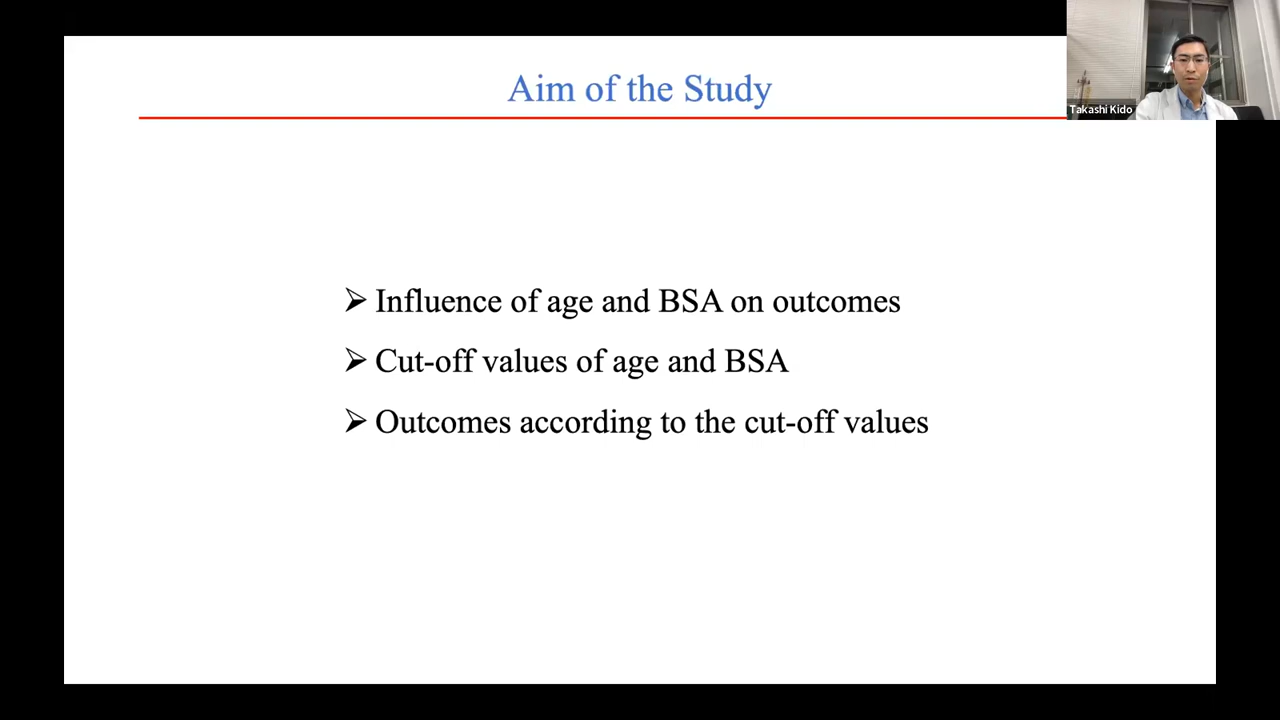 Aim of the Study
Takashi Kido
➢ Influence of age and BSA on outcomes
➢ Cut-off values of age and BSA
➢ Outcomes according to the cut-off values